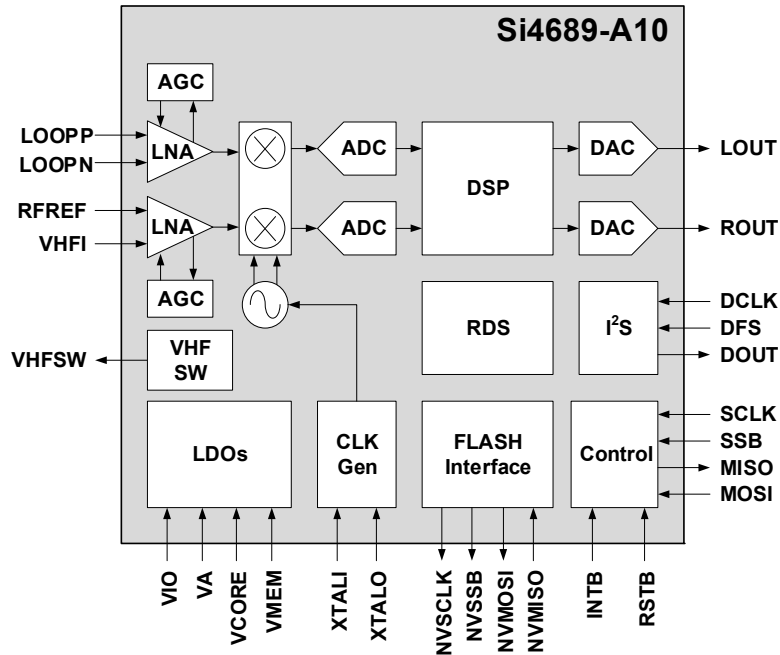 Si4689-A10
AGC
LOOPP
LOOPN
LNA
ADC
DSP
DAC
LOUT
RFREF
VHFI
LNA
ADC
DAC
ROUT
AGC
RDS
I²S
DCLK
DFS
DOUT
VHFSW
VHF
SW
LDOs
CLK
Gen
FLASH
Interface
Control
SCLK
SSB
MISO
MOSI
VIO
VA
VCORE
VMEM
XTALI
XTALO
NVSCLK
NVSSB
NVMOSI
NVMISO
INTB
RSTB